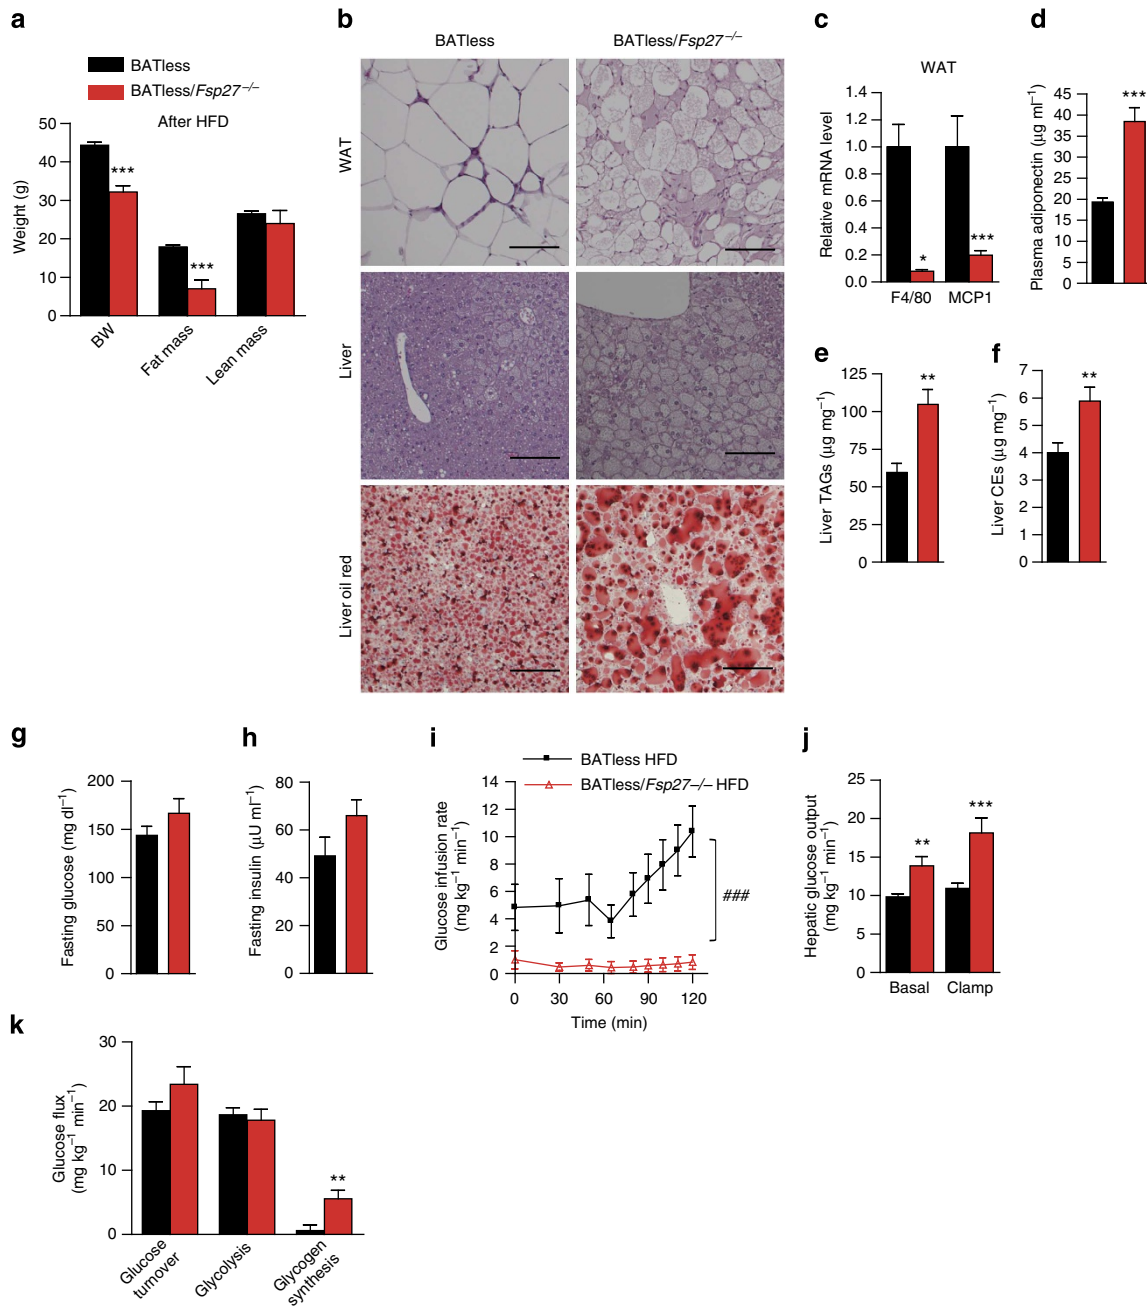 a
BATless
BATless/Fsp27−/−
After HFD
Weight (g)
50
40
30
20
10
0
BW
Fat mass
Lean mass
***
***
b
BATless
BATless/Fsp27−/−
WAT
Liver
Liver oil red
c
WAT
Relative mRNA level
1.4
1.2
1.0
0.8
0.6
0.4
0.2
0.0
*
***
F4/80
MCP1
d
Plasma adiponectin (µg ml−1)
45
40
35
30
25
20
15
10
5
0
***
e
Liver TAGs (µg mg−1)
125
100
75
50
25
0
**
f
Liver CEs (µg mg−1)
7
6
5
4
3
2
1
0
**
g
Fasting glucose (mg dl−1)
200
150
100
50
0
h
Fasting insulin (µU ml−1)
80
60
40
20
0
i
BATless HFD
BATless/Fsp27−/− HFD
Glucose infusion rate
(mg kg−1 min−1)
14
12
10
8
6
4
2
0
0
30
60
90
120
Time (min)
###
j
Hepatic glucose output
(mg kg−1 min−1)
25
20
15
10
5
0
**
***
Basal
Clamp
k
Glucose flux
(mg kg−1 min−1)
30
20
10
0
**
Glucose
turnover
Glycolysis
Glycogen
synthesis